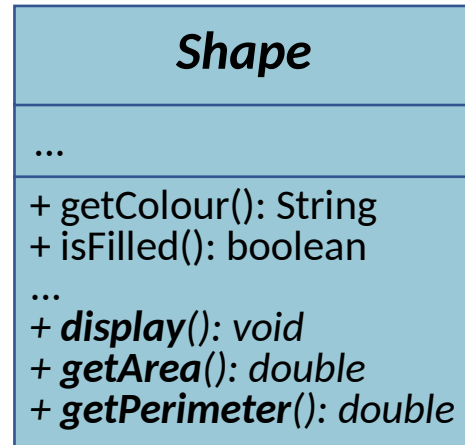 Shape
...
+ getColour(): String
+ isFilled(): boolean
...
+ display(): void
+ getArea(): double
+ getPerimeter(): double